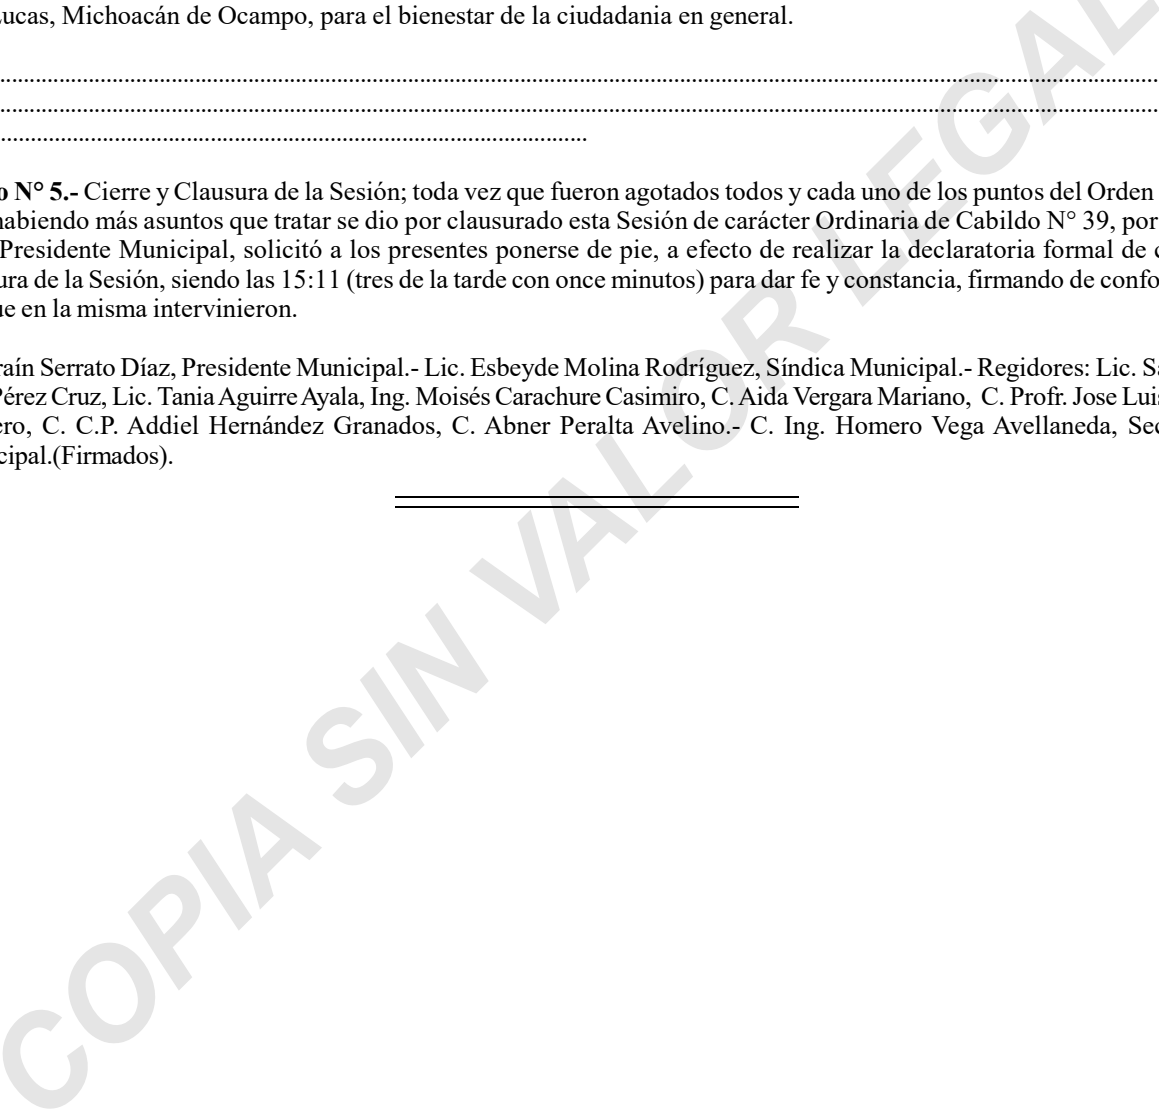 ucas, Michoacán de Ocampo, para el bienestar de la ciudadania en general.
...............................................................................................................................................................................................................
...............................................................................................................................................................................................................
.........................................................................................................
o N° 5.- Cierre y Clausura de la Sesión; toda vez que fueron agotados todos y cada uno de los puntos del Orden
habiendo más asuntos que tratar se dio por clausurado esta Sesión de carácter Ordinaria de Cabildo N° 39, por
Presidente Municipal, solicitó a los presentes ponerse de pie, a efecto de realizar la declaratoria formal de c
ura de la Sesión, siendo las 15:11 (tres de la tarde con once minutos) para dar fe y constancia, firmando de confo
ue en la misma intervinieron.
raín Serrato Díaz, Presidente Municipal.- Lic. Esbeyde Molina Rodríguez, Síndica Municipal.- Regidores: Lic. Sa
Pérez Cruz, Lic. Tania Aguirre Ayala, Ing. Moisés Carachure Casimiro, C. Aida Vergara Mariano, C. Profr. Jose Luis
ero, C. C.P. Addiel Hernández Granados, C. Abner Peralta Avelino.- C. Ing. Homero Vega Avellaneda, Sec
cipal.(Firmados).
COPIA SIN VALOR LEGAL